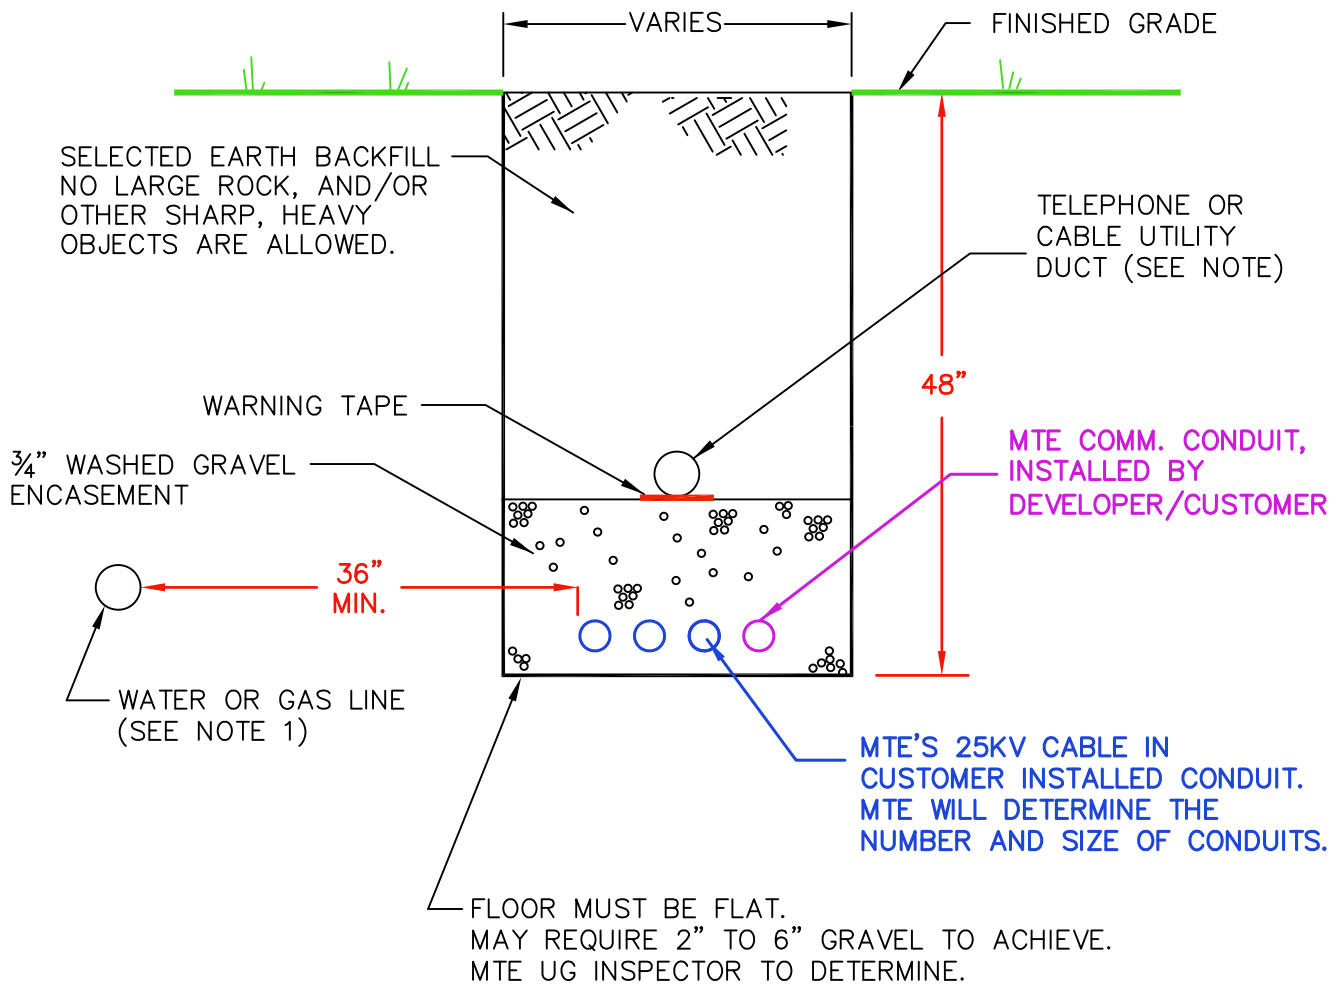 VARIES
FINISHED GRADE
SELECTED EARTH BACKFILL
NO LARGE ROCK, AND/OR
OTHER SHARP, HEAVY
OBJECTS ARE ALLOWED.
TELEPHONE OR
CABLE UTILITY
DUCT (SEE NOTE)
48"
WARNING TAPE
MTE COMM. CONDUIT,
INSTALLED BY
DEVELOPER/CUSTOMER
¾" WASHED GRAVEL
ENCASEMENT
36"
MIN.
WATER OR GAS LINE
(SEE NOTE 1)
MTE'S 25KV CABLE IN
CUSTOMER INSTALLED CONDUIT.
MTE WILL DETERMINE THE
NUMBER AND SIZE OF CONDUITS.
FLOOR MUST BE FLAT.
MAY REQUIRE 2" TO 6" GRAVEL TO ACHIEVE.
MTE UG INSPECTOR TO DETERMINE.